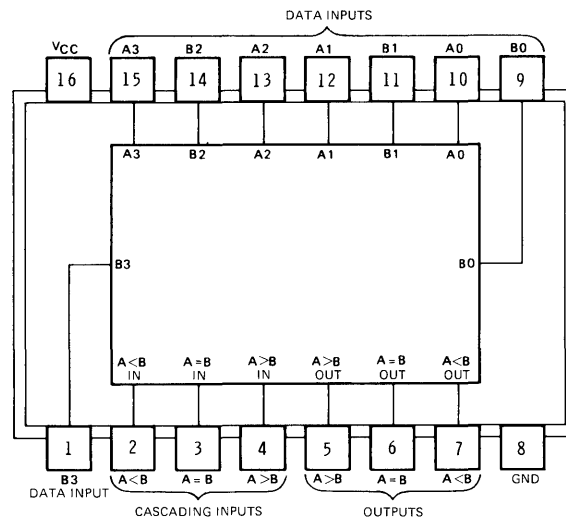 DATA INPUTS
VCC A3 B2 A2 A1 B1 A0 B0
16 15 14 13 12 11 10 9
A3 B2 A2 A1 B1 A0
B3 B0
A<B A=B A>B A>B A=B A<B
IN IN IN OUT OUT OUT
1 2 3 4 5 6 7 8
B3 A<B A=B A>B A>B A=B A<B GND
DATA INPUT
CASCADING INPUTS OUTPUTS